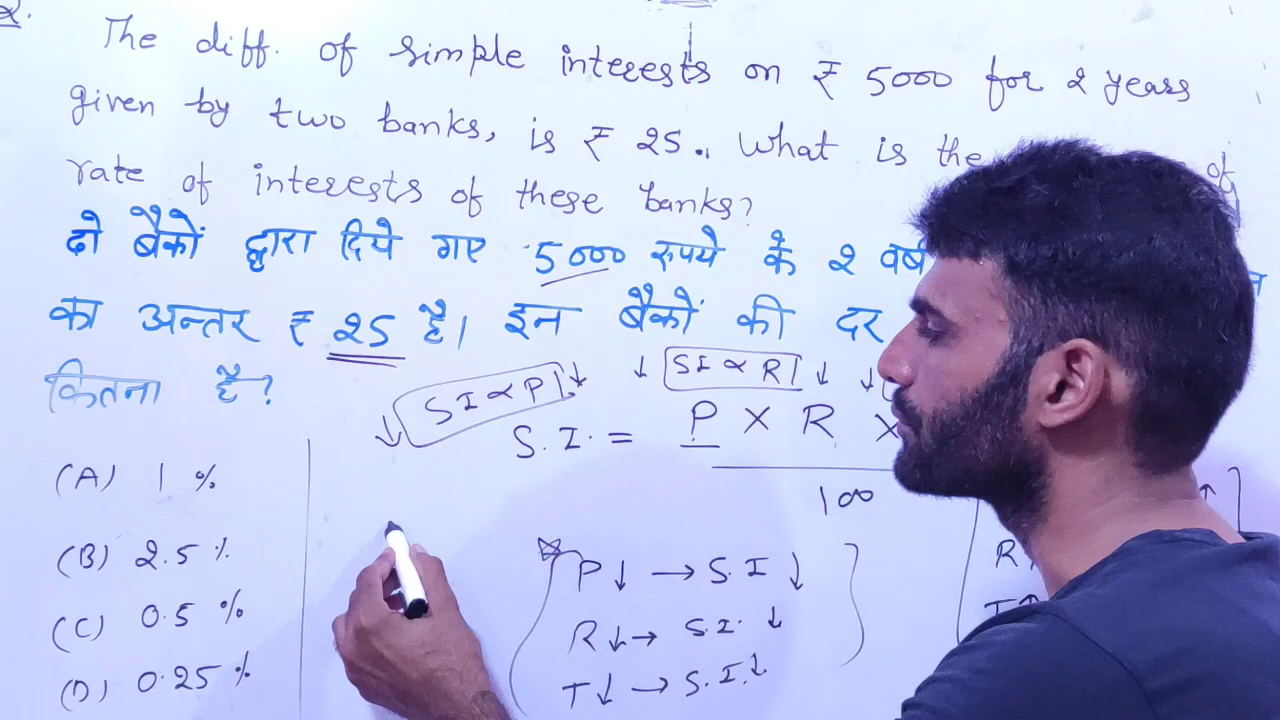 2. The diff. of simple interests on ₹ 5000 for 2 years
given by two banks, is ₹ 25. What is the of
rate of interests of these banks?
दो बैंकों द्वारा दिये गए 5000 रुपये के 2 वर्ष
का अन्तर ₹ 25 है। इन बैंकों की दर
कितना है?
SI ∝ P ↓
↓ SI ∝ R ↓ ↓
↓ S.I. = P × R ×
100
(A) 1 %
(B) 2.5 %
(C) 0.5 %
(D) 0.25 %
P ↓ → S.I ↓
R ↓ → S.I. ↓
T ↓ → S.I. ↓
↑
R
T ↑